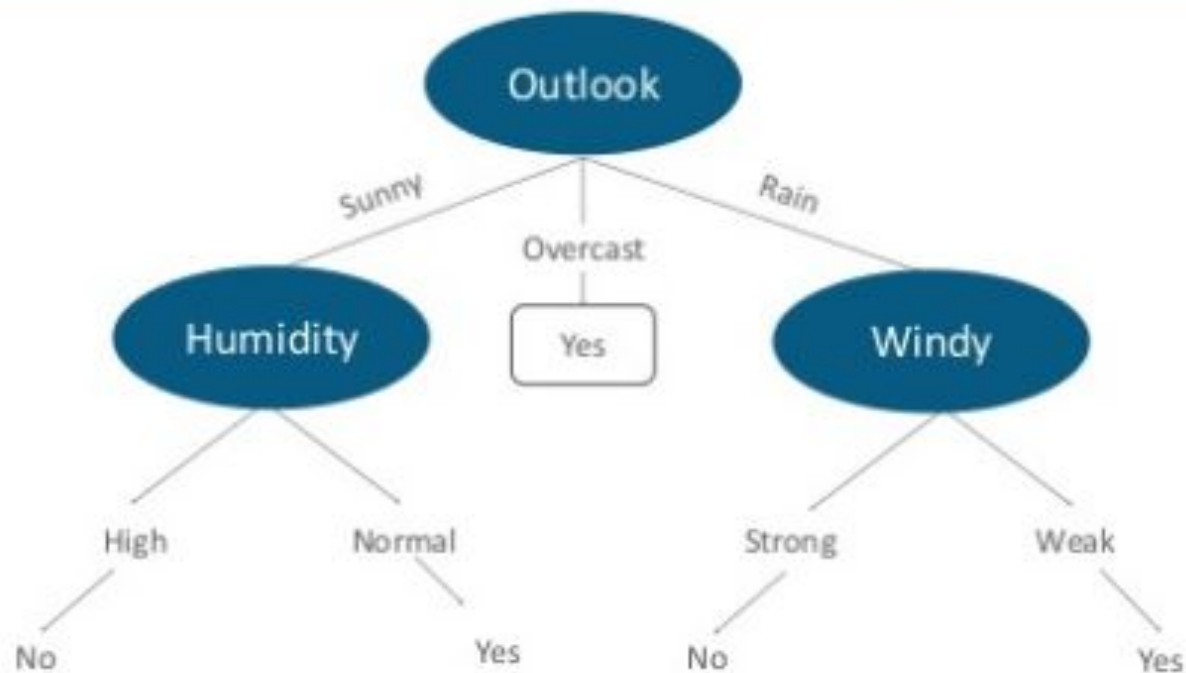 Outlook
Sunny
Rain
Overcast
Humidity
Yes
Windy
High
Normal
Strong
Weak
No
Yes
No
Yes